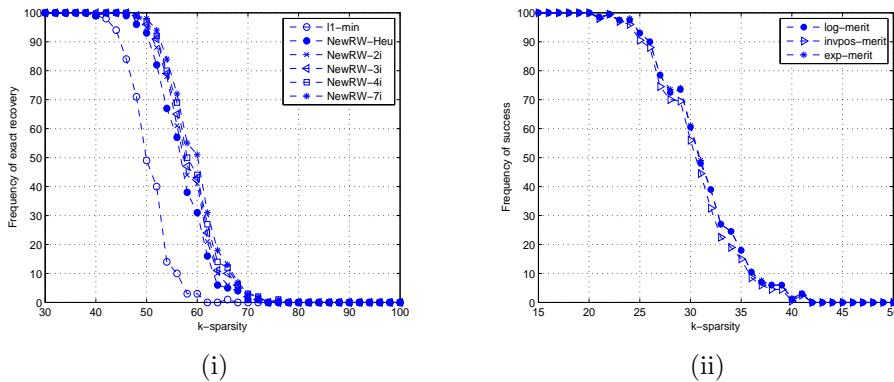 100
90
80
70
60
50
40
30
20
10
0
Frequency of exact recovery
30
40
50
60
70
80
90
100
k-sparsity
l1-min
NewRW-Heu
NewRW-2i
NewRW-3i
NewRW-4i
NewRW-7i
(i)
100
90
80
70
60
50
40
30
20
10
0
Frequency of success
15
20
25
30
35
40
45
k-sparsity
log-merit
invpos-merit
exp-merit
(ii)